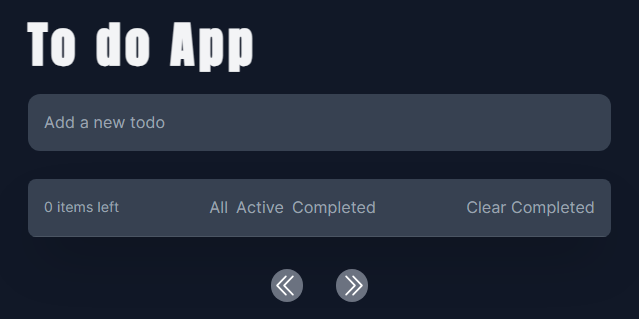 To do App
Add a new todo
0 items left All Active Completed Clear Completed